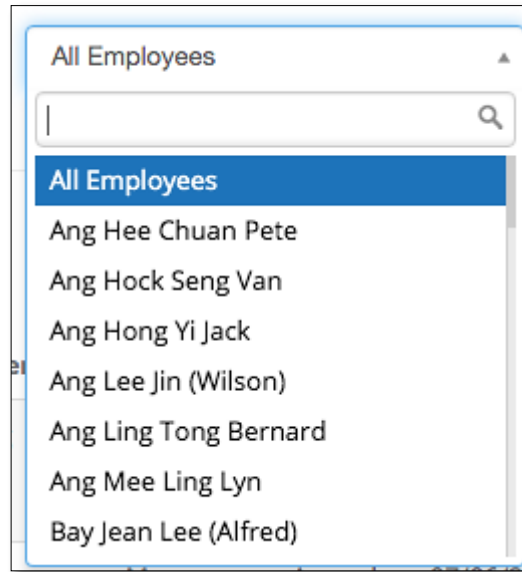 All Employees
All Employees
Ang Hee Chuan Pete
Ang Hock Seng Van
Ang Hong Yi Jack
Ang Lee Jin (Wilson)
Ang Ling Tong Bernard
Ang Mee Ling Lyn
Bay Jean Lee (Alfred)